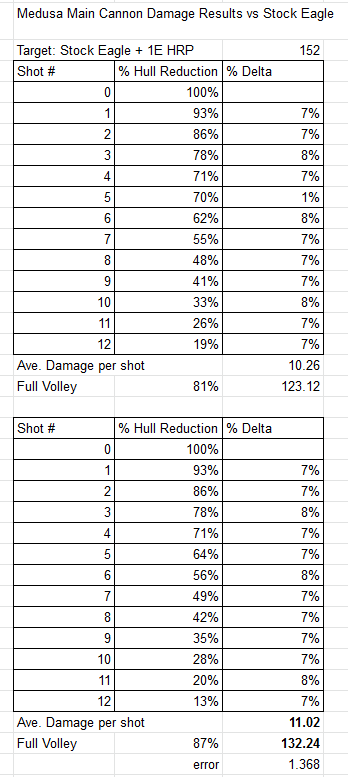 Medusa Main Cannon Damage Results vs Stock Eagle
Target: Stock Eagle + 1E HRP 152
Shot # % Hull Reduction % Delta
0 100%
1 93% 7%
2 86% 7%
3 78% 8%
4 71% 7%
5 70% 1%
6 62% 8%
7 55% 7%
8 48% 7%
9 41% 7%
10 33% 8%
11 26% 7%
12 19% 7%
Ave. Damage per shot 10.26
Full Volley 81% 123.12
Shot # % Hull Reduction % Delta
0 100%
1 93% 7%
2 86% 7%
3 78% 8%
4 71% 7%
5 64% 7%
6 56% 8%
7 49% 7%
8 42% 7%
9 35% 7%
10 28% 7%
11 20% 8%
12 13% 7%
Ave. Damage per shot 11.02
Full Volley 87% 132.24
error 1.368